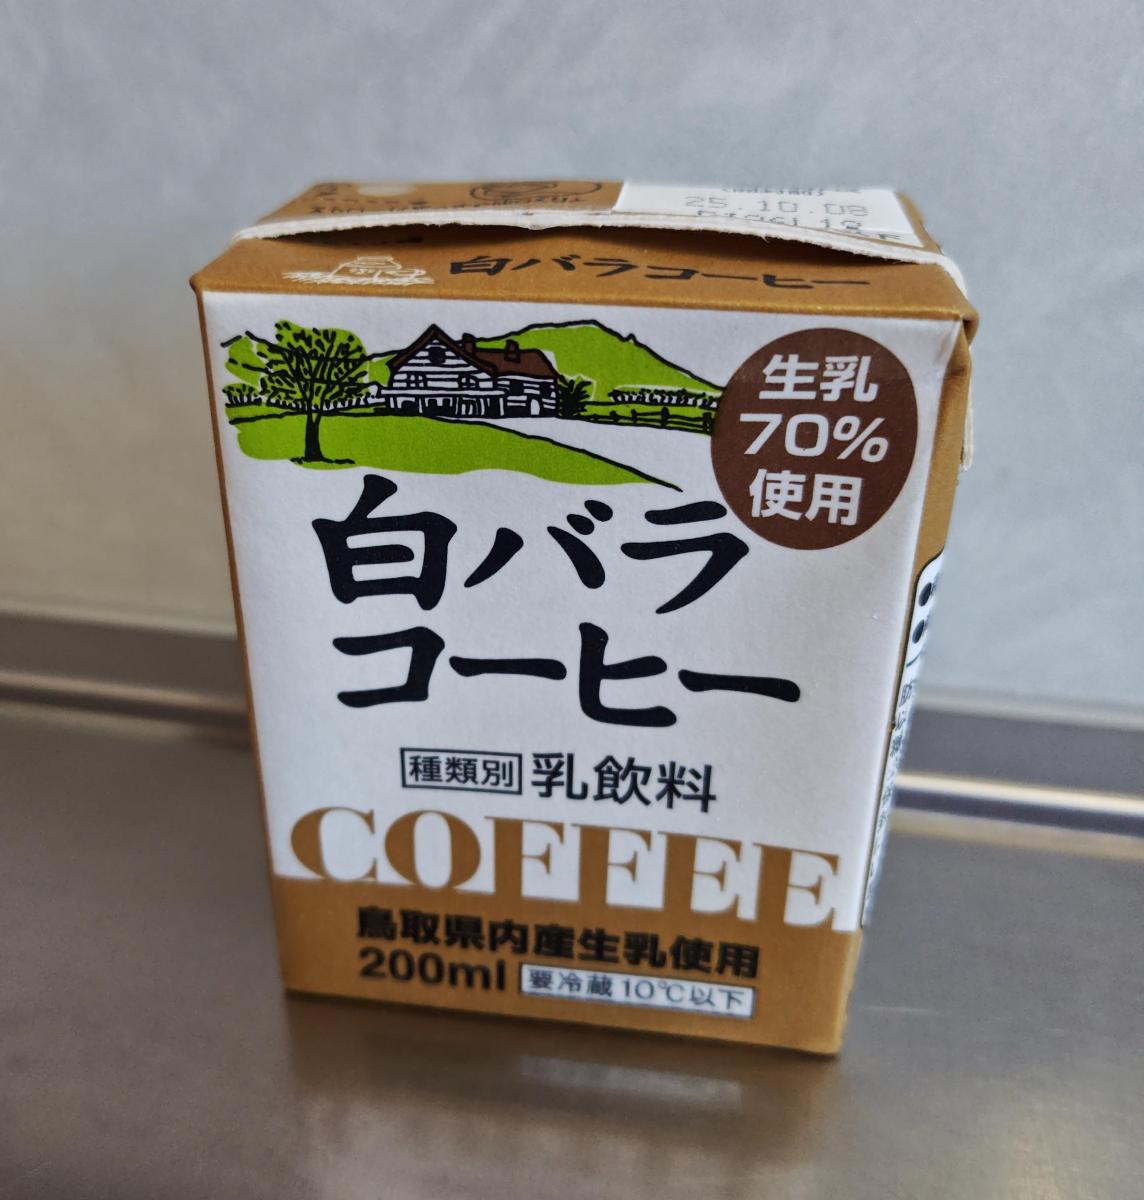 25.10.08
白バラコーヒー
生乳
70%
使用
白バラ
コーヒー
種類別 乳飲料
COFFEE
鳥取県内産生乳使用
200ml 要冷蔵10℃以下